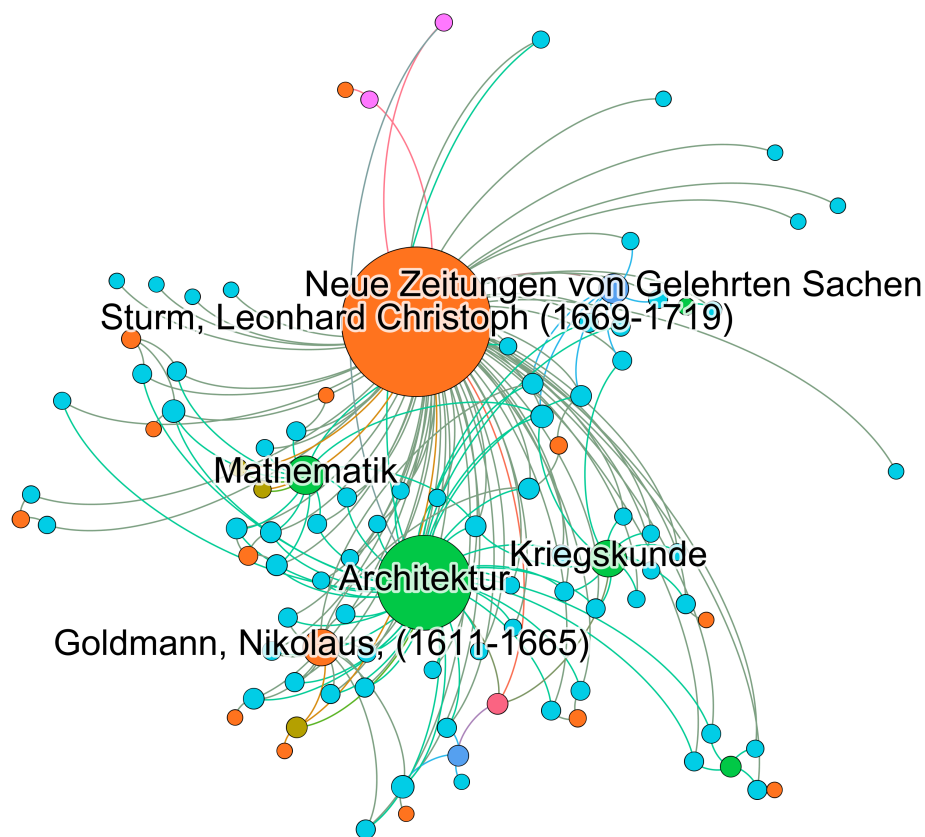 Neue Zeitungen von Gelehrten Sachen
Sturm, Leonhard Christoph (1669-1719)
Mathematik
Kriegskunde
Architektur
Goldmann, Nikolaus, (1611-1665)